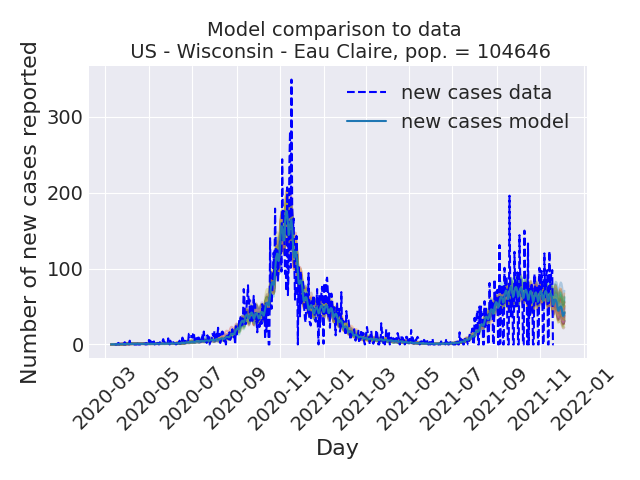 Model comparison to data
US - Wisconsin - Eau Claire, pop. = 104646
Number of new cases reported
300
200
100
0
new cases data
new cases model
2020-03
2020-05
2020-07
2020-09
2020-11
2021-01
2021-03
2021-05
2021-07
2021-09
2021-11
2022-01
Day